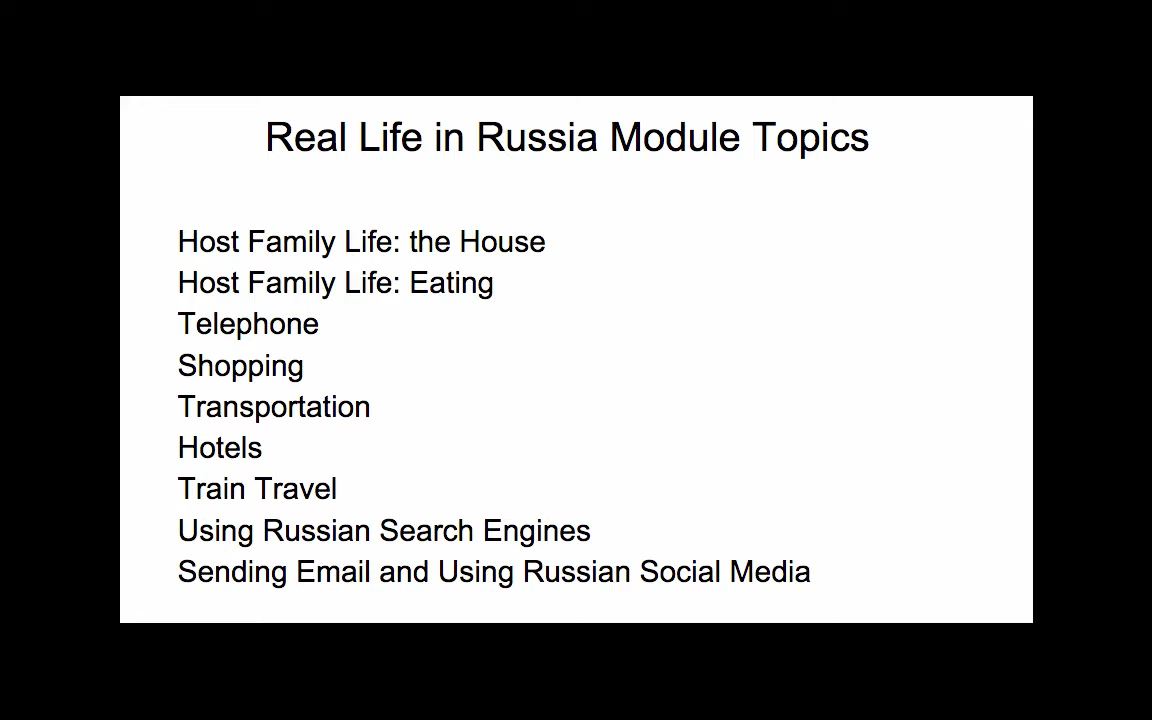 Real Life in Russia Module Topics
Host Family Life: the House
Host Family Life: Eating
Telephone
Shopping
Transportation
Hotels
Train Travel
Using Russian Search Engines
Sending Email and Using Russian Social Media